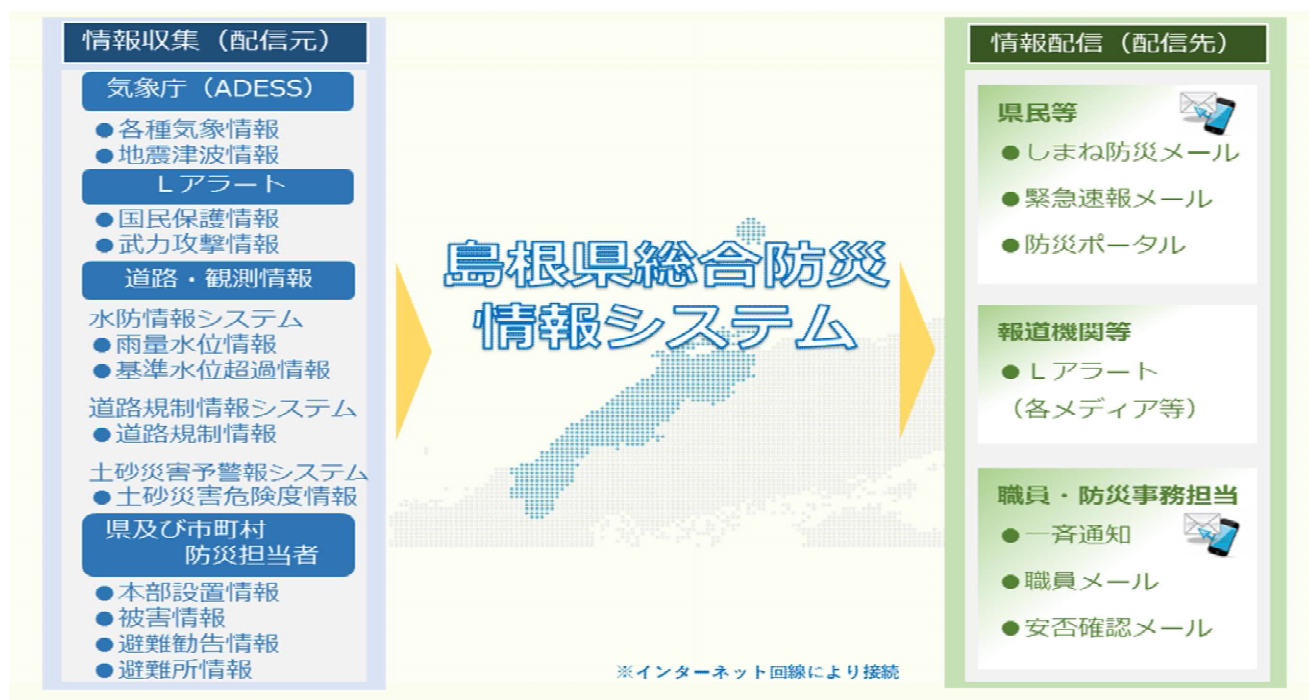 情報収集（配信元）
気象庁（ADESS）
●各種気象情報
●地震津波情報
Ｌアラート
●国民保護情報
●武力攻撃情報
道路・観測情報
水防情報システム
●雨量水位情報
●基準水位超過情報
道路規制情報システム
●道路規制情報
土砂災害予警報システム
●土砂災害危険度情報
県及び市町村
防災担当者
●本部設置情報
●被害情報
●避難勧告情報
●避難所情報
島根県総合防災
情報システム
※インターネット回線により接続
情報配信（配信先）
県民等
●しまね防災メール
●緊急速報メール
●防災ポータル
報道機関等
●Ｌアラート
（各メディア等）
職員・防災事務担当
●一斉通知
●職員メール
●安否確認メール